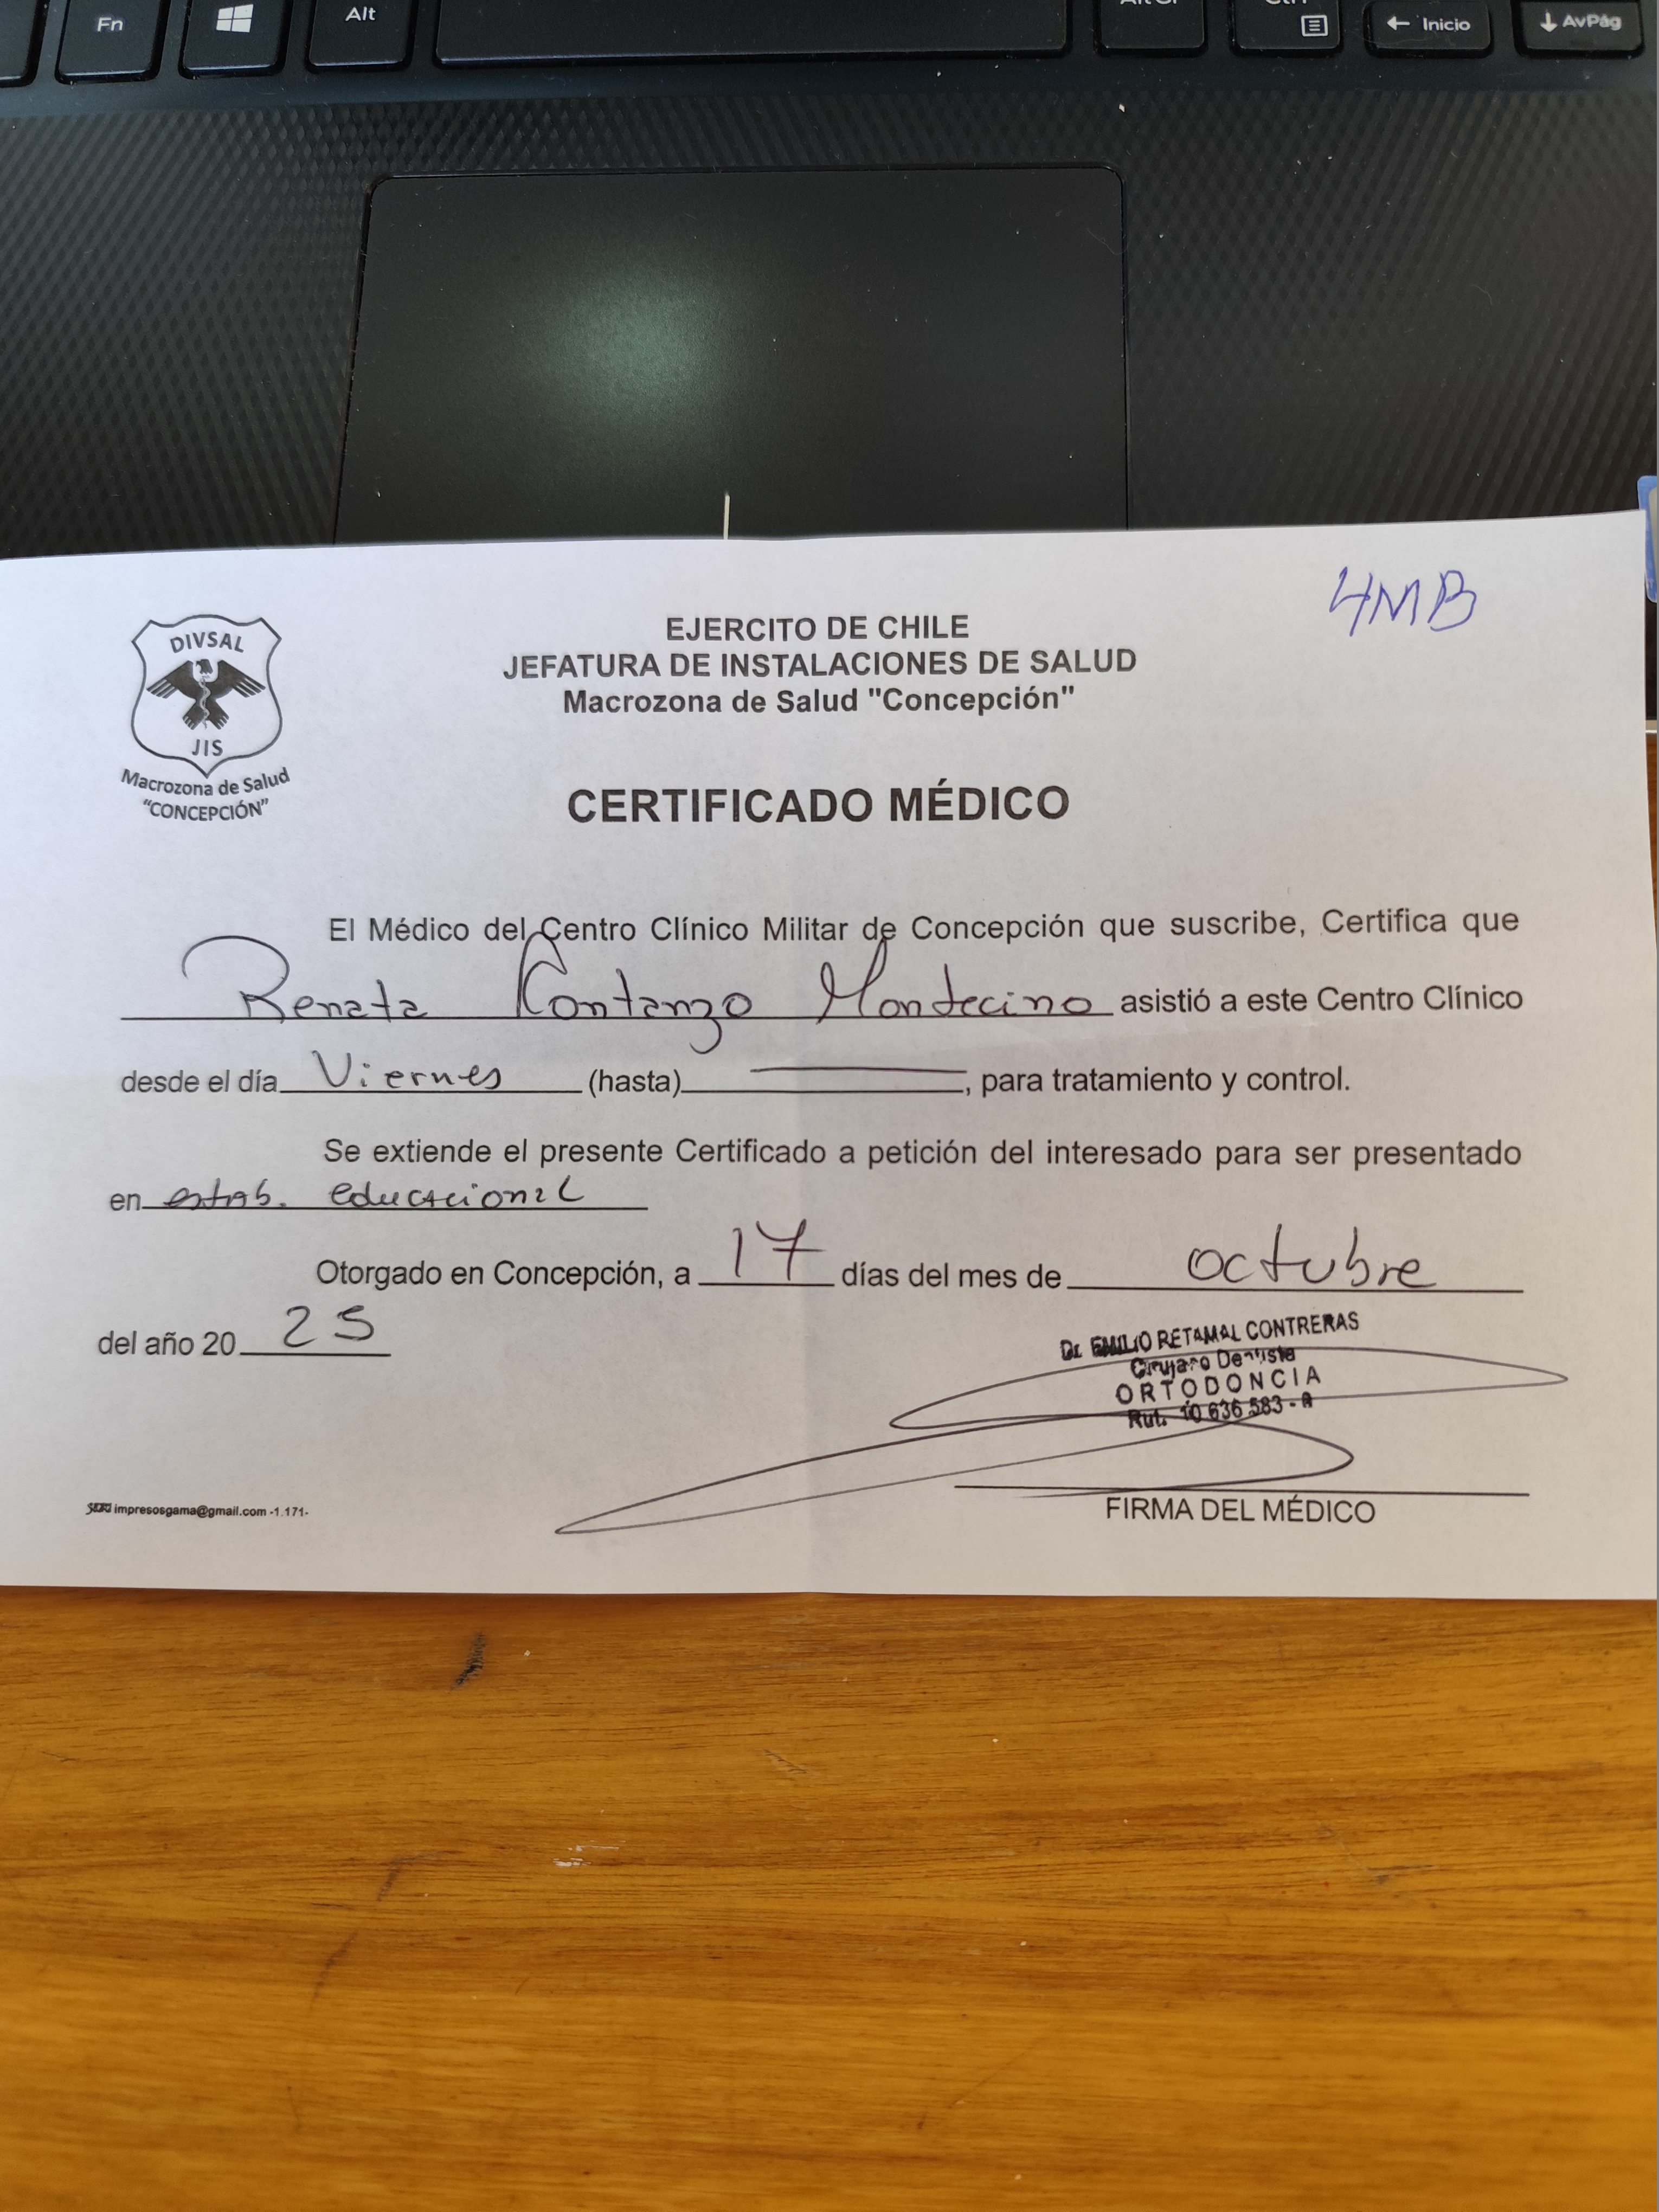 Fn
Alt
← Inicio
↓ AvPág
4MB
DIVSAL
JIS
Macrozona de Salud
"CONCEPCIÓN"
EJERCITO DE CHILE
JEFATURA DE INSTALACIONES DE SALUD
Macrozona de Salud "Concepción"
CERTIFICADO MÉDICO
El Médico del Centro Clínico Militar de Concepción que suscribe, Certifica que
Renata Contanzo Montecino asistió a este Centro Clínico
desde el día Viernes (hasta) , para tratamiento y control.
Se extiende el presente Certificado a petición del interesado para ser presentado
en estab. educacional
Otorgado en Concepción, a 17 días del mes de octubre
del año 20 25
Dr. EMILIO RETAMAL CONTRERAS
Cirujano Dentista
ORTODONCIA
Rut. 10 636 583 -
FIRMA DEL MÉDICO
impresosgama@gmail.com -1.171-